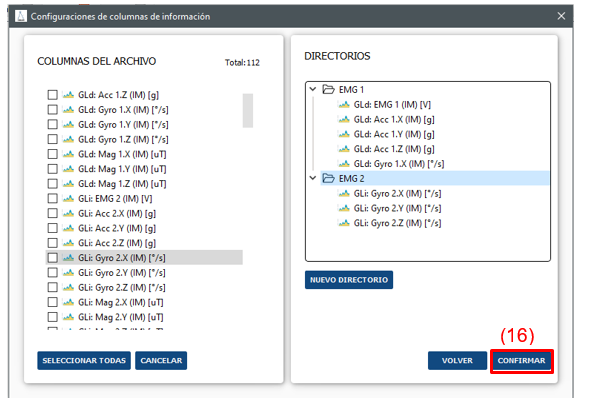 Configuraciones de columnas de información
COLUMNAS DEL ARCHIVO
Total:112
GLd: Acc 1.Z (IM) [g]
GLd: Gyro 1.X (IM) [°/s]
GLd: Gyro 1.Y (IM) [°/s]
GLd: Gyro 1.Z (IM) [°/s]
GLd: Mag 1.X (IM) [uT]
GLd: Mag 1.Y (IM) [uT]
GLd: Mag 1.Z (IM) [uT]
GLi: EMG 2 (IM) [V]
GLi: Acc 2.X (IM) [g]
GLi: Acc 2.Y (IM) [g]
GLi: Acc 2.Z (IM) [g]
GLi: Gyro 2.X (IM) [°/s]
GLi: Gyro 2.Y (IM) [°/s]
GLi: Gyro 2.Z (IM) [°/s]
GLi: Mag 2.X (IM) [uT]
GLi: Mag 2.Y (IM) [uT]
SELECCIONAR TODAS
CANCELAR
DIRECTORIOS
EMG 1
GLd: EMG 1 (IM) [V]
GLd: Acc 1.X (IM) [g]
GLd: Acc 1.Y (IM) [g]
GLd: Acc 1.Z (IM) [g]
GLd: Gyro 1.X (IM) [°/s]
EMG 2
GLi: Gyro 2.X (IM) [°/s]
GLi: Gyro 2.Y (IM) [°/s]
GLi: Gyro 2.Z (IM) [°/s]
NUEVO DIRECTORIO
(16)
VOLVER
CONFIRMAR